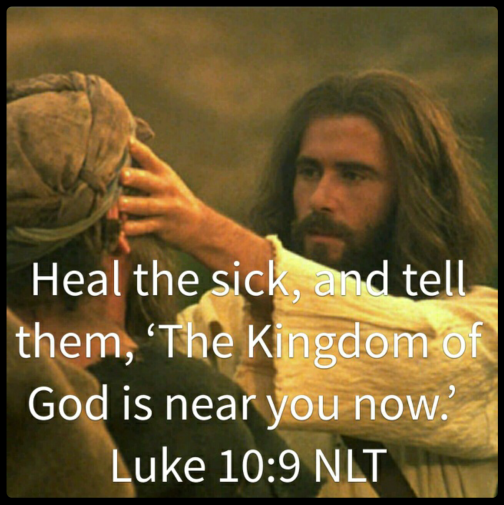 Heal the sick, and tell
them, ‘The Kingdom of
God is near you now.’
Luke 10:9 NLT